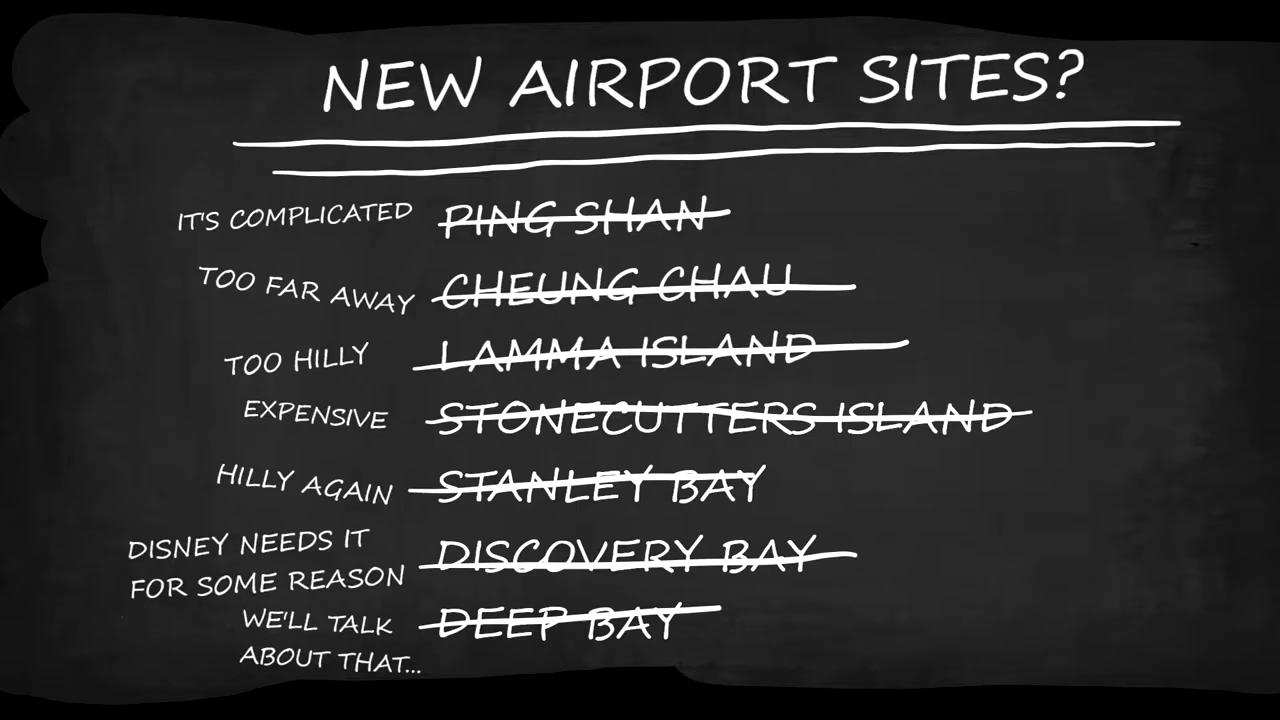 NEW AIRPORT SITES?
IT'S COMPLICATED PING SHAN
TOO FAR AWAY CHEUNG CHAU
TOO HILLY LAMMA ISLAND
EXPENSIVE STONECUTTERS ISLAND
HILLY AGAIN STANLEY BAY
DISNEY NEEDS IT
FOR SOME REASON DISCOVERY BAY
WE'LL TALK DEEP BAY
ABOUT THAT...